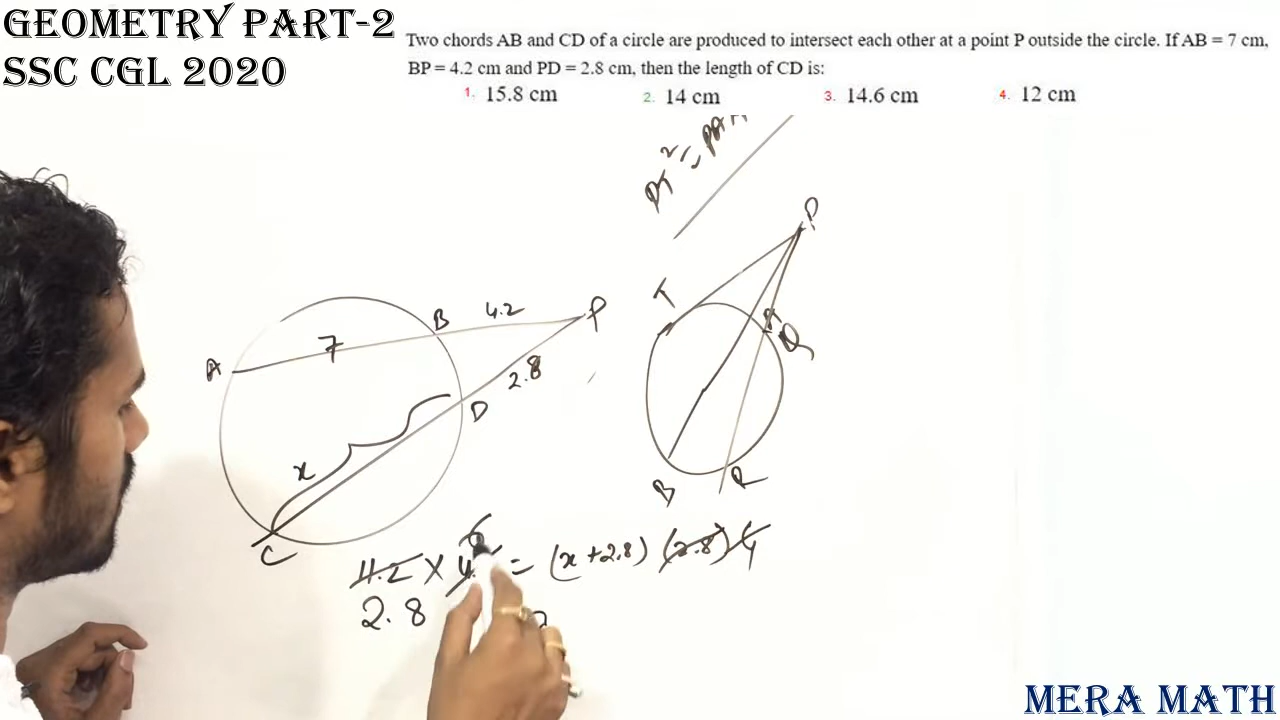 GEOMETRY PART-2
SSC CGL 2020
Two chords AB and CD of a circle are produced to intersect each other at a point P outside the circle. If AB = 7 cm,
BP = 4.2 cm and PD = 2.8 cm, then the length of CD is:
1. 15.8 cm 2. 14 cm 3. 14.6 cm 4. 12 cm
PT² =
P
T
B 4.2 P
A 7
2.8
Q
D
x
B R
C
6
11.2 × = (x + 2.8) (2.8) 4
2.8
MERA MATH